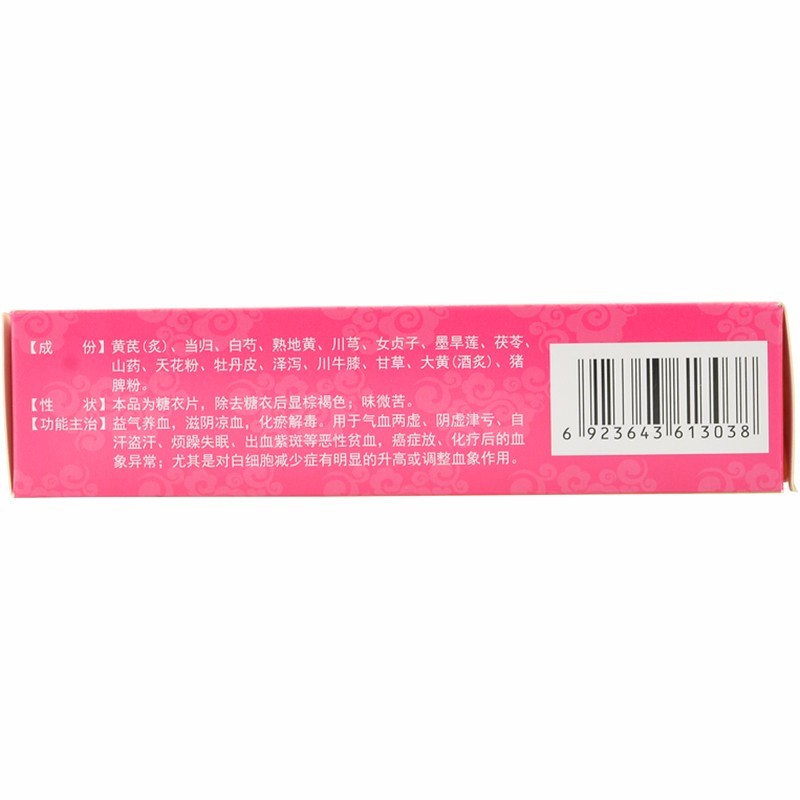 【成　份】黄芪(炙)、当归、白芍、熟地黄、川芎、女贞子、墨旱莲、茯苓、
山药、天花粉、牡丹皮、泽泻、川牛膝、甘草、大黄(酒炙)、猪
脾粉。
【性　状】本品为糖衣片，除去糖衣后显棕褐色；味微苦。
【功能主治】益气养血，滋阴凉血，化瘀解毒。用于气血两虚、阴虚津亏、自
汗盗汗、烦躁失眠、出血紫斑等恶性贫血，癌症放、化疗后的血
象异常；尤其是对白细胞减少症有明显的升高或调整血象作用。
6 923643 613038